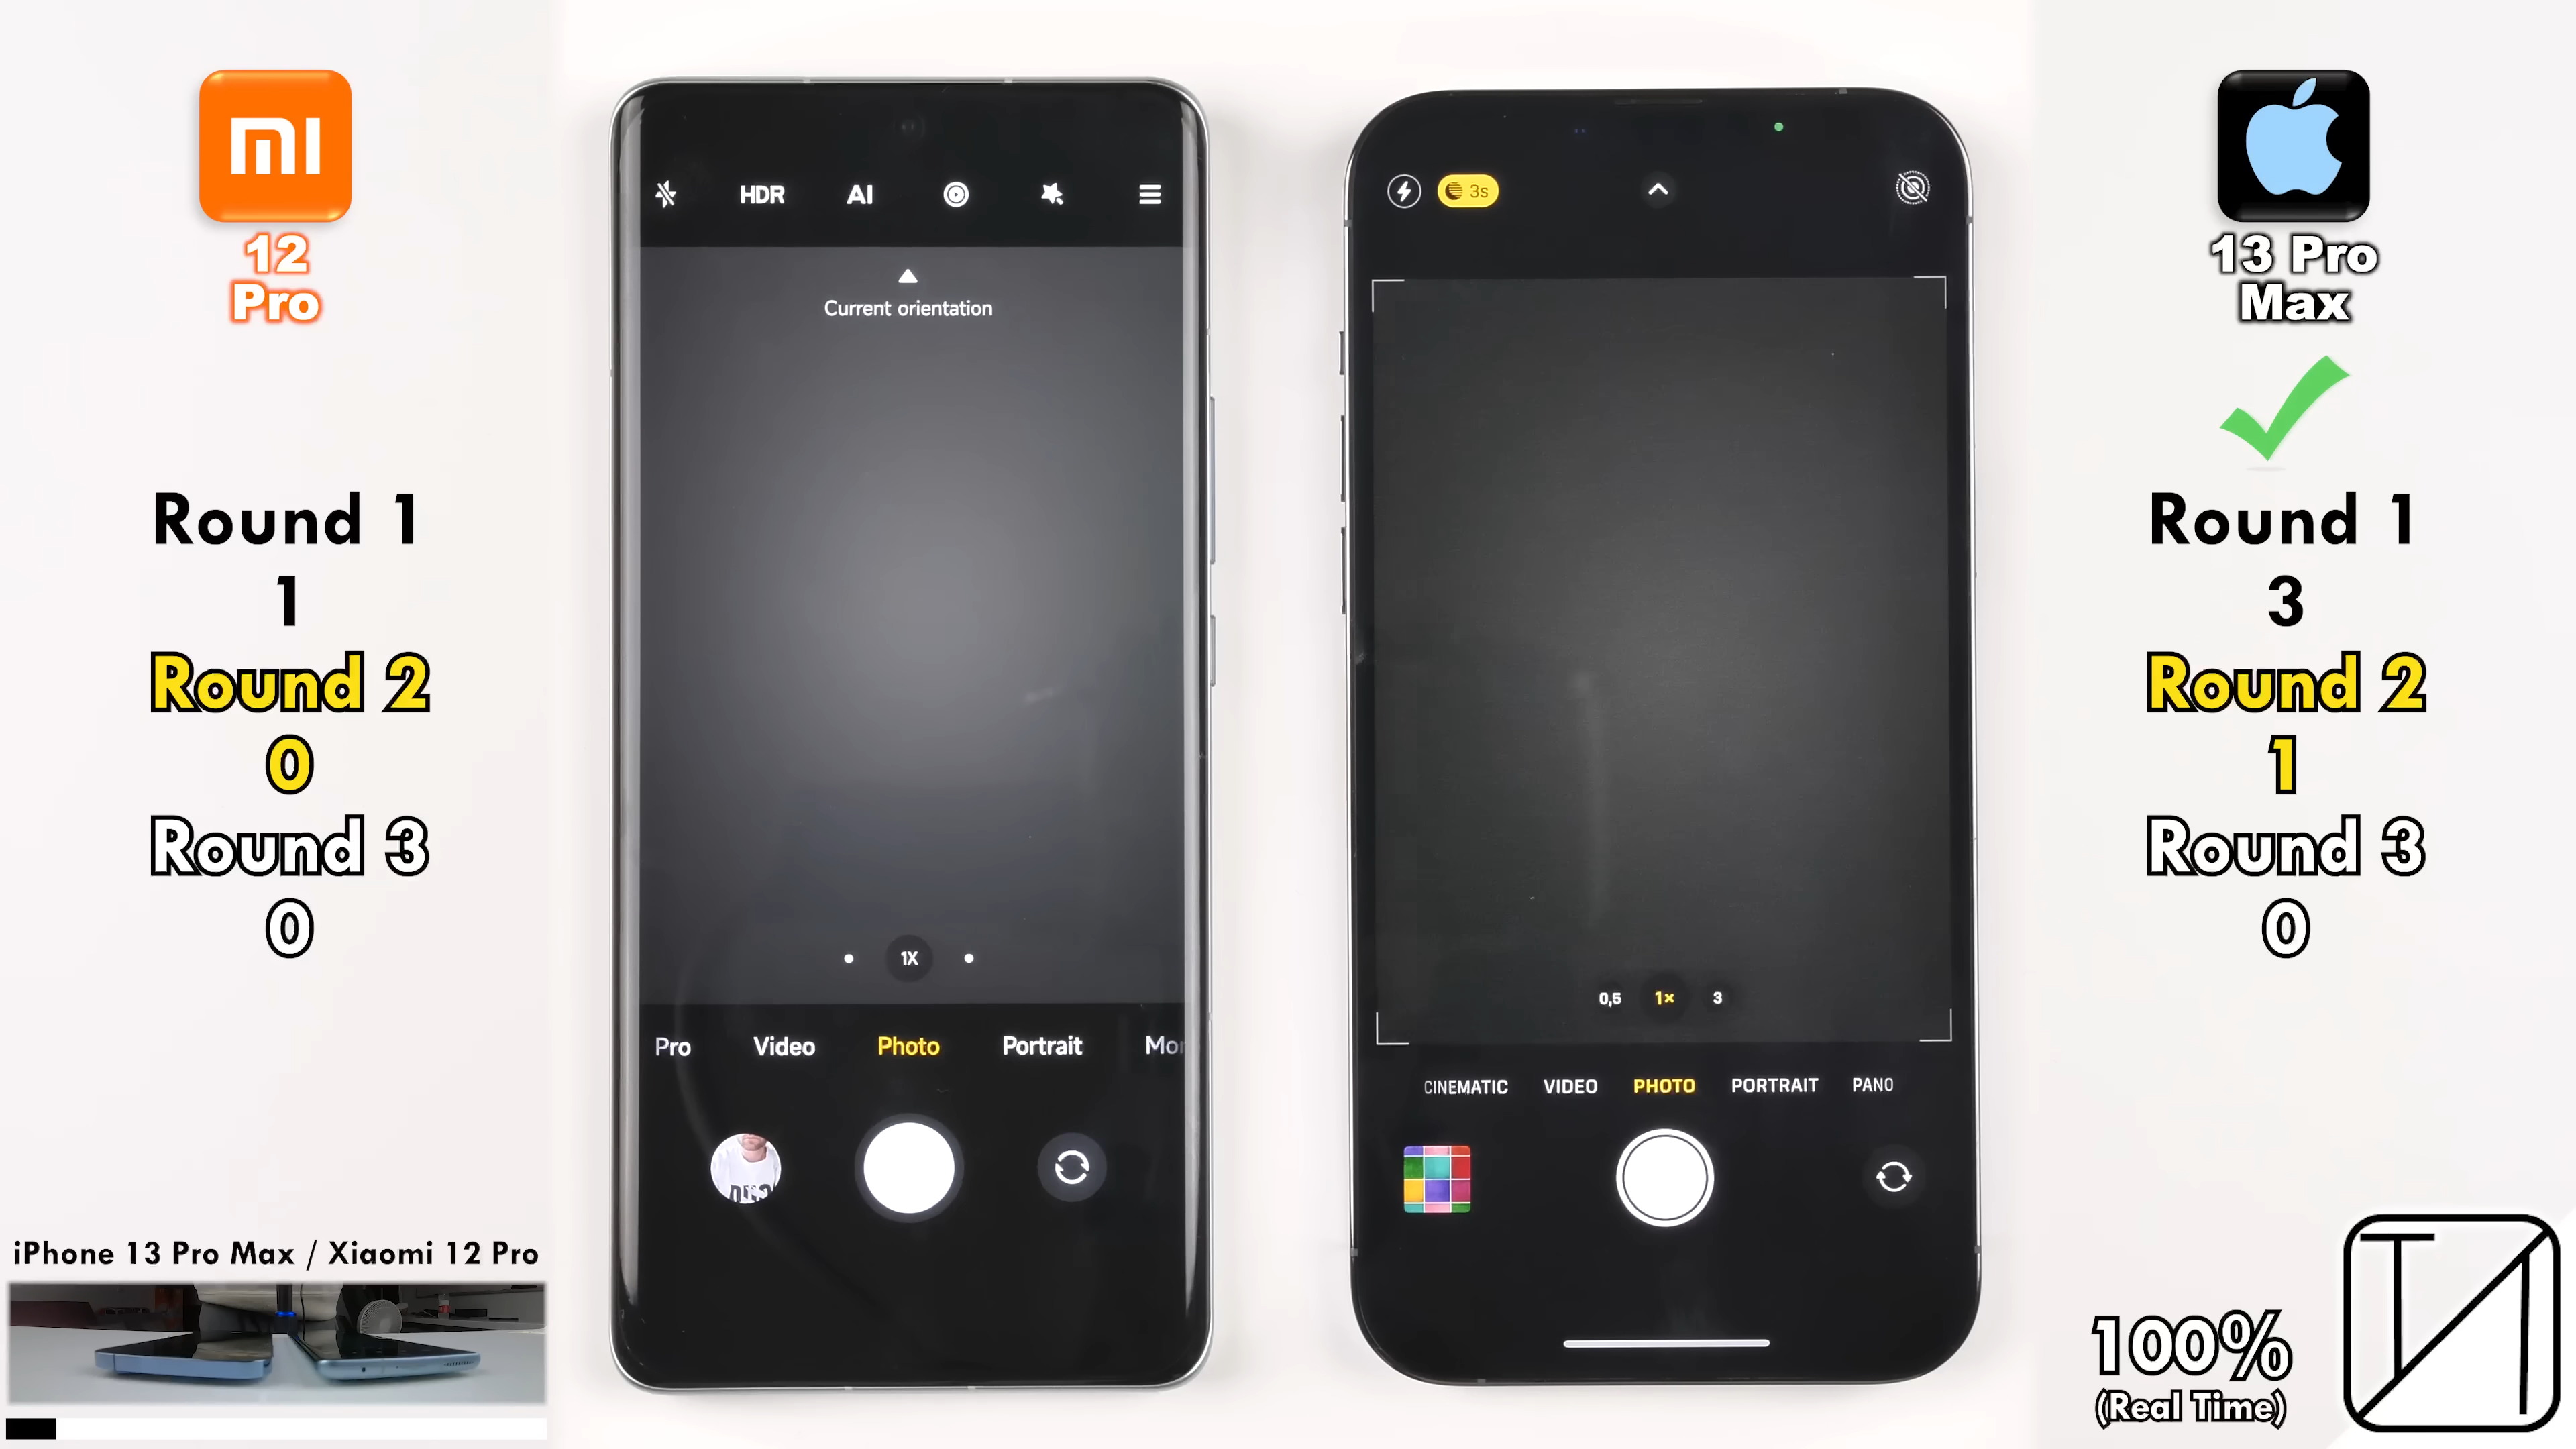 mi
12
Pro
Round 1
1
Round 2
0
Round 3
0
iPhone 13 Pro Max / Xiaomi 12 Pro
HDR
AI
Current orientation
1X
Pro
Video
Photo
Portrait
Mor
3s
0,5
1×
3
CINEMATIC
VIDEO
PHOTO
PORTRAIT
PANO
13 Pro
Max
Round 1
3
Round 2
1
Round 3
0
100%
(Real Time)